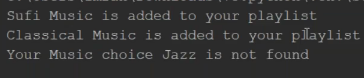 Sufi Music is added to your playlist
Classical Music is added to your playlist
Your Music choice Jazz is not found